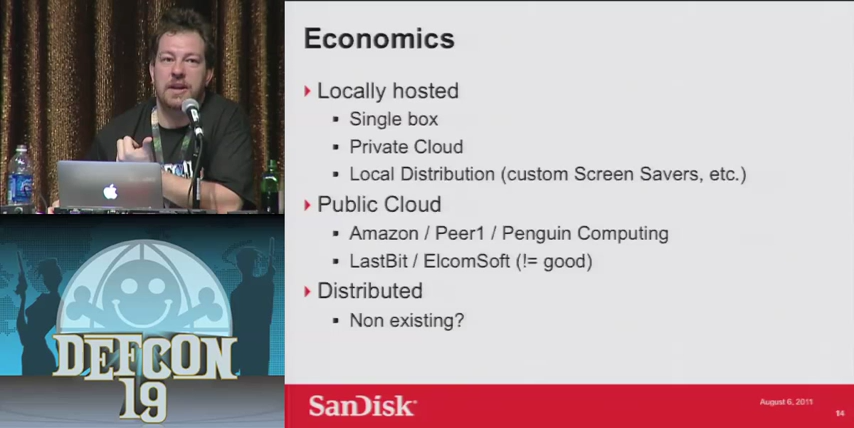 Economics
Locally hosted
Single box
Private Cloud
Local Distribution (custom Screen Savers, etc.)
Public Cloud
Amazon / Peer1 / Penguin Computing
LastBit / ElcomSoft (!= good)
Distributed
Non existing?
DEFCON
19
SanDisk
August 6, 2011
14